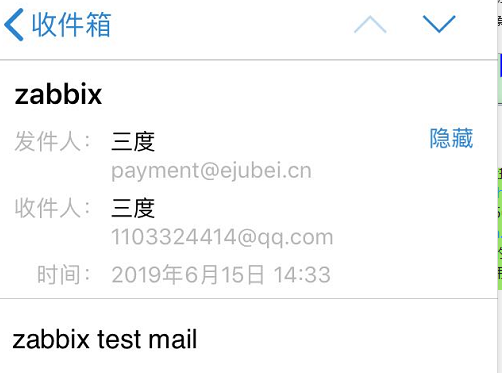 收件箱
zabbix
发件人： 三度 隐藏
payment@ejubei.cn
收件人： 三度
1103324414@qq.com
时间： 2019年6月15日 14:33
zabbix test mail